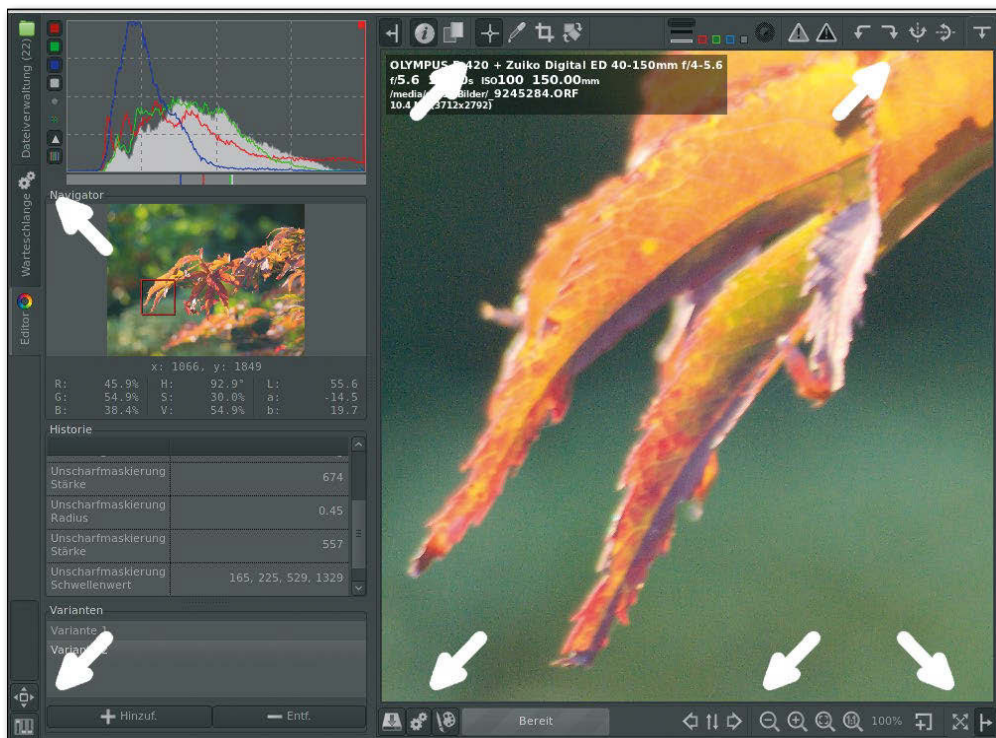 Dateiverwaltung (22)
Warteschlange
Editor
Navigator
x: 1066, y: 1849
R: 45.9% H: 92.9° L: 55.6
G: 54.9% S: 30.0% a: -14.5
B: 38.4% V: 54.9% b: 19.7
Historie
Unscharfmaskierung
Stärke 674
Unscharfmaskierung
Radius 0.45
Unscharfmaskierung
Stärke 557
Unscharfmaskierung
Schwellenwert 165, 225, 529, 1329
Varianten
Variante 1
Hinzuf. Entf.
OLYMPUS 420 + Zuiko Digital ED 40-150mm f/4-5.6
f/5.6 ISO100 150.00mm
9245284.ORF
10.4 (3712x2792)
Bereit
100%